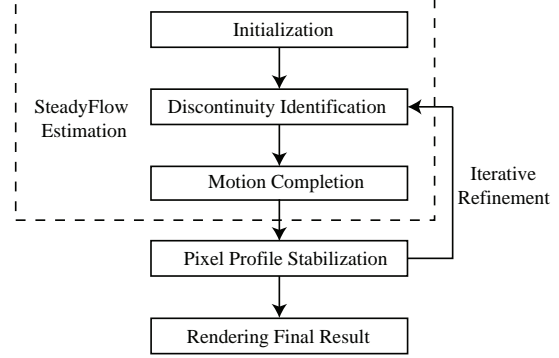 Initialization
SteadyFlow
Estimation
Discontinuity Identification
Motion Completion
Iterative
Refinement
Pixel Profile Stabilization
Rendering Final Result